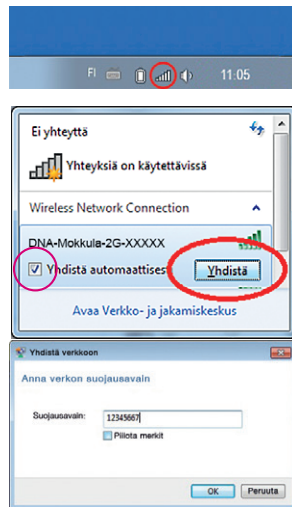 FI 11:05
Ei yhteyttä
Yhteyksiä on käytettävissä
Wireless Network Connection
DNA-Mokkula-2G-XXXXX
Yhdistä automaattisest Yhdistä
Avaa Verkko- ja jakamiskeskus
Yhdistä verkkoon
Anna verkon suojausavain
Suojausavain: 12345667
Piilota merkit
OK Peruuta